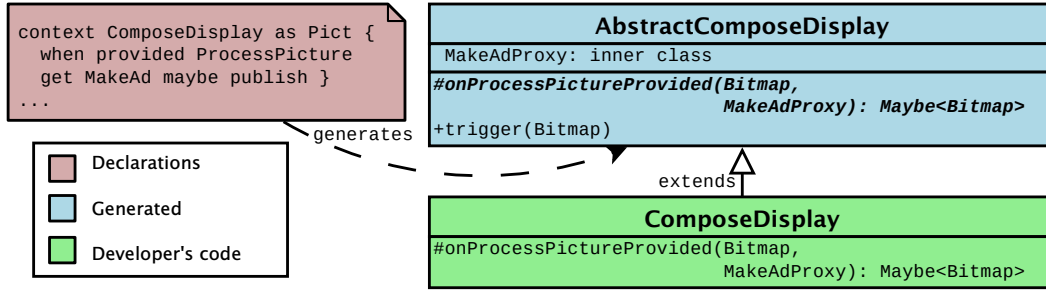 context ComposeDisplay as Pict {
when provided ProcessPicture
get MakeAd maybe publish }
...
generates
Declarations
Generated
Developer's code
AbstractComposeDisplay
MakeAdProxy: inner class
#onProcessPictureProvided(Bitmap,
MakeAdProxy): Maybe<Bitmap>
+trigger(Bitmap)
extends
ComposeDisplay
#onProcessPictureProvided(Bitmap,
MakeAdProxy): Maybe<Bitmap>